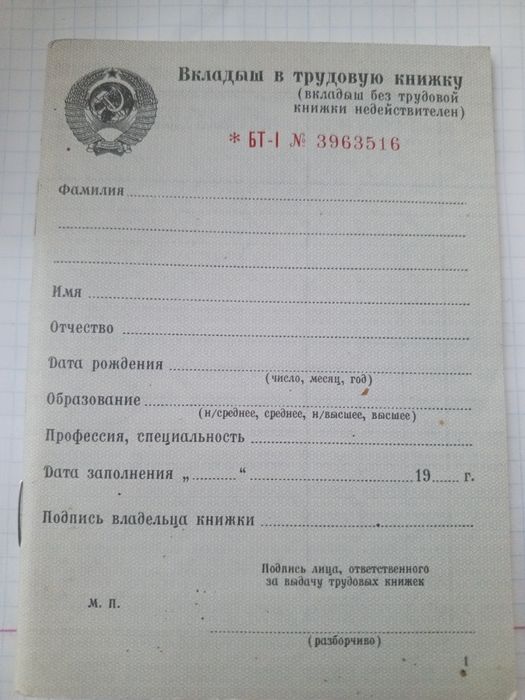 Вкладыш в трудовую книжку
(вкладыш без трудовой
книжки недействителен)
* БТ-I № 3963516
Фамилия
Имя
Отчество
Дата рождения
(число, месяц, год)
Образование
(н/среднее, среднее, н/высшее, высшее)
Профессия, специальность
Дата заполнения „ “ 19 г.
Подпись владельца книжки
Подпись лица, ответственного
за выдачу трудовых книжек
М. П.
(разборчиво)
1